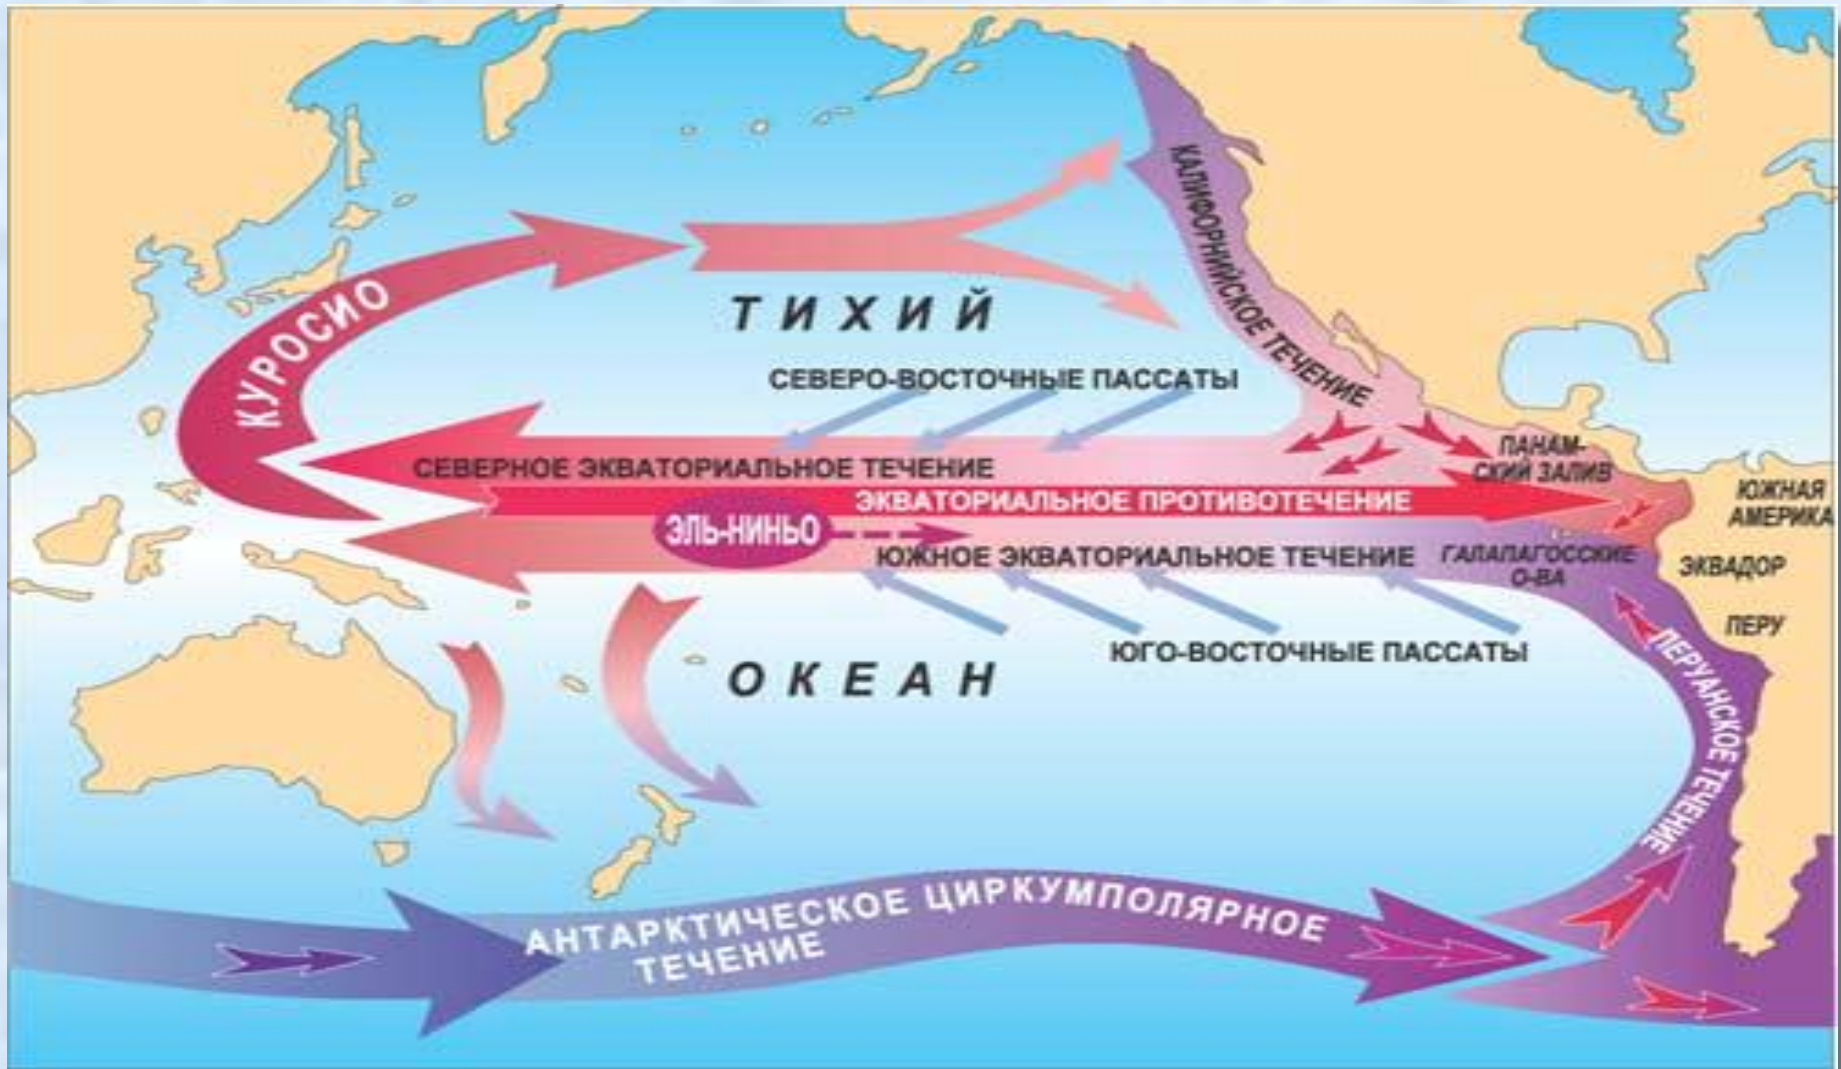 КАЛИФОРНИЙСКОЕ ТЕЧЕНИЕ
КУРОСИО
ТИХИЙ
СЕВЕРО-ВОСТОЧНЫЕ ПАССАТЫ
ПАНАМ-
СКИЙ ЗАЛИВ
СЕВЕРНОЕ ЭКВАТОРИАЛЬНОЕ ТЕЧЕНИЕ
ЭКВАТОРИАЛЬНОЕ ПРОТИВОТЕЧЕНИЕ
ЮЖНАЯ
АМЕРИКА
ЭЛЬ-НИНЬО
ЮЖНОЕ ЭКВАТОРИАЛЬНОЕ ТЕЧЕНИЕ
ГАЛАПАГОССКИЕ
О-ВА
ЭКВАДОР
ПЕРУ
ЮГО-ВОСТОЧНЫЕ ПАССАТЫ
ОКЕАН
ПЕРУАНСКОЕ ТЕЧЕНИЕ
АНТАРКТИЧЕСКОЕ ЦИРКУМПОЛЯРНОЕ
ТЕЧЕНИЕ